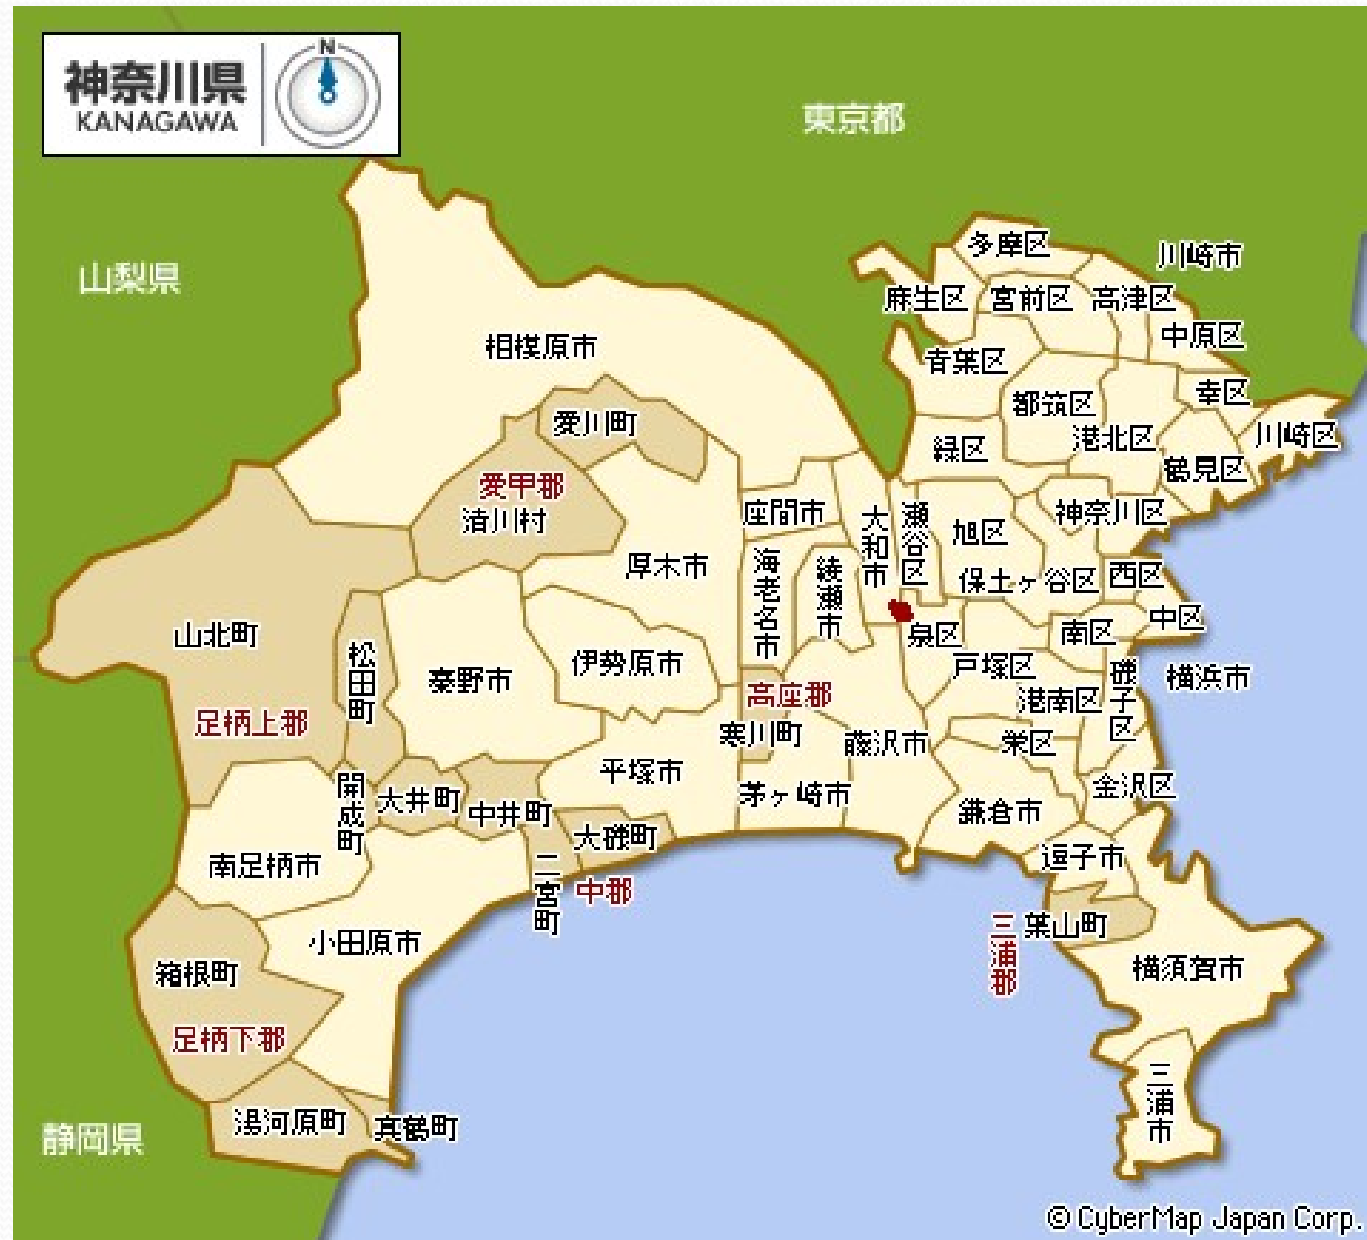 神奈川県
KANAGAWA
N
東京都
山梨県
多摩区
川崎市
麻生区
宮前区
高津区
中原区
相模原市
青葉区
幸区
都筑区
愛川町
港北区
川崎区
緑区
鶴見区
愛甲郡
清川村
座間市
大和市
瀬谷区
旭区
神奈川区
厚木市
海老名市
綾瀬市
保土ヶ谷区
西区
中区
山北町
泉区
南区
松田町
秦野市
伊勢原市
戸塚区
磯子区
横浜市
足柄上郡
高座郡
港南区
寒川町
藤沢市
栄区
開成町
大井町
中井町
平塚市
茅ヶ崎市
金沢区
鎌倉市
大磯町
南足柄市
二宮町
中郡
逗子市
三浦郡
葉山町
小田原市
箱根町
横須賀市
足柄下郡
三浦市
湯河原町
真鶴町
静岡県
© CyberMap Japan Corp.